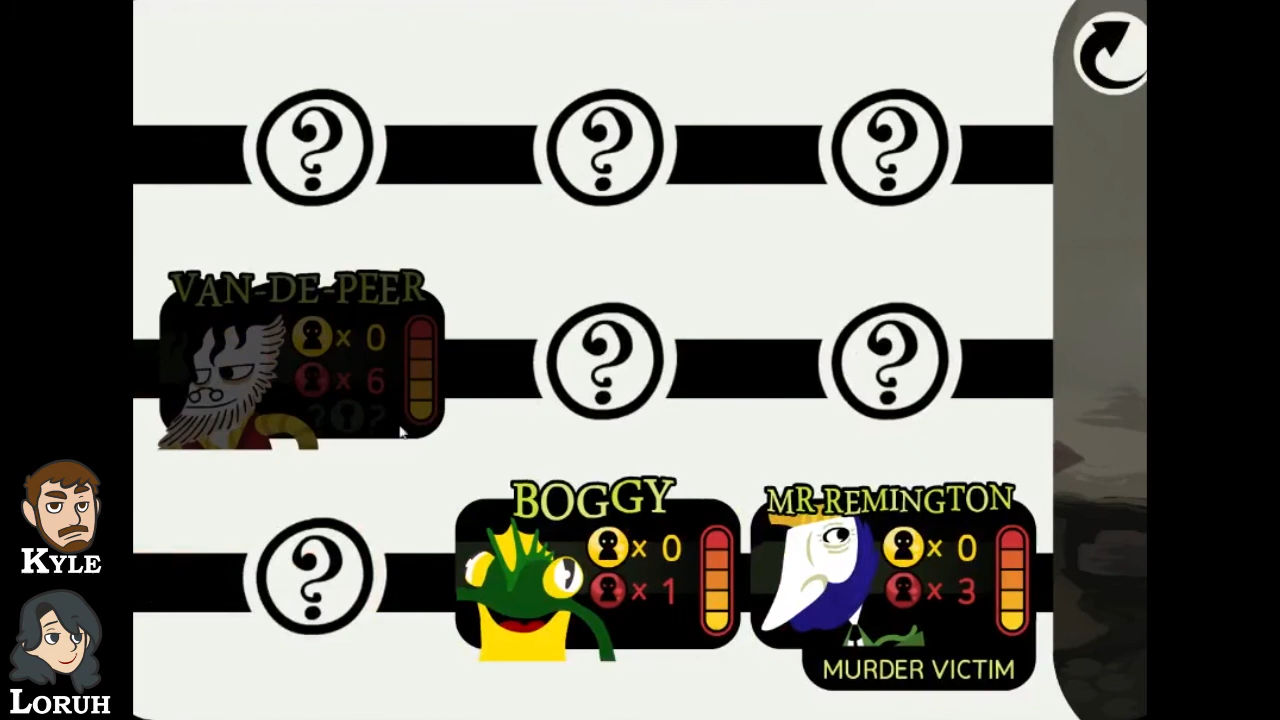 ? ? ?
VAN-DE-PEER
x 0
x 6
? ?
? ?
?
BOGGY
x 0
x 1
MR REMINGTON
x 0
x 3
MURDER VICTIM
KYLE
LORUH